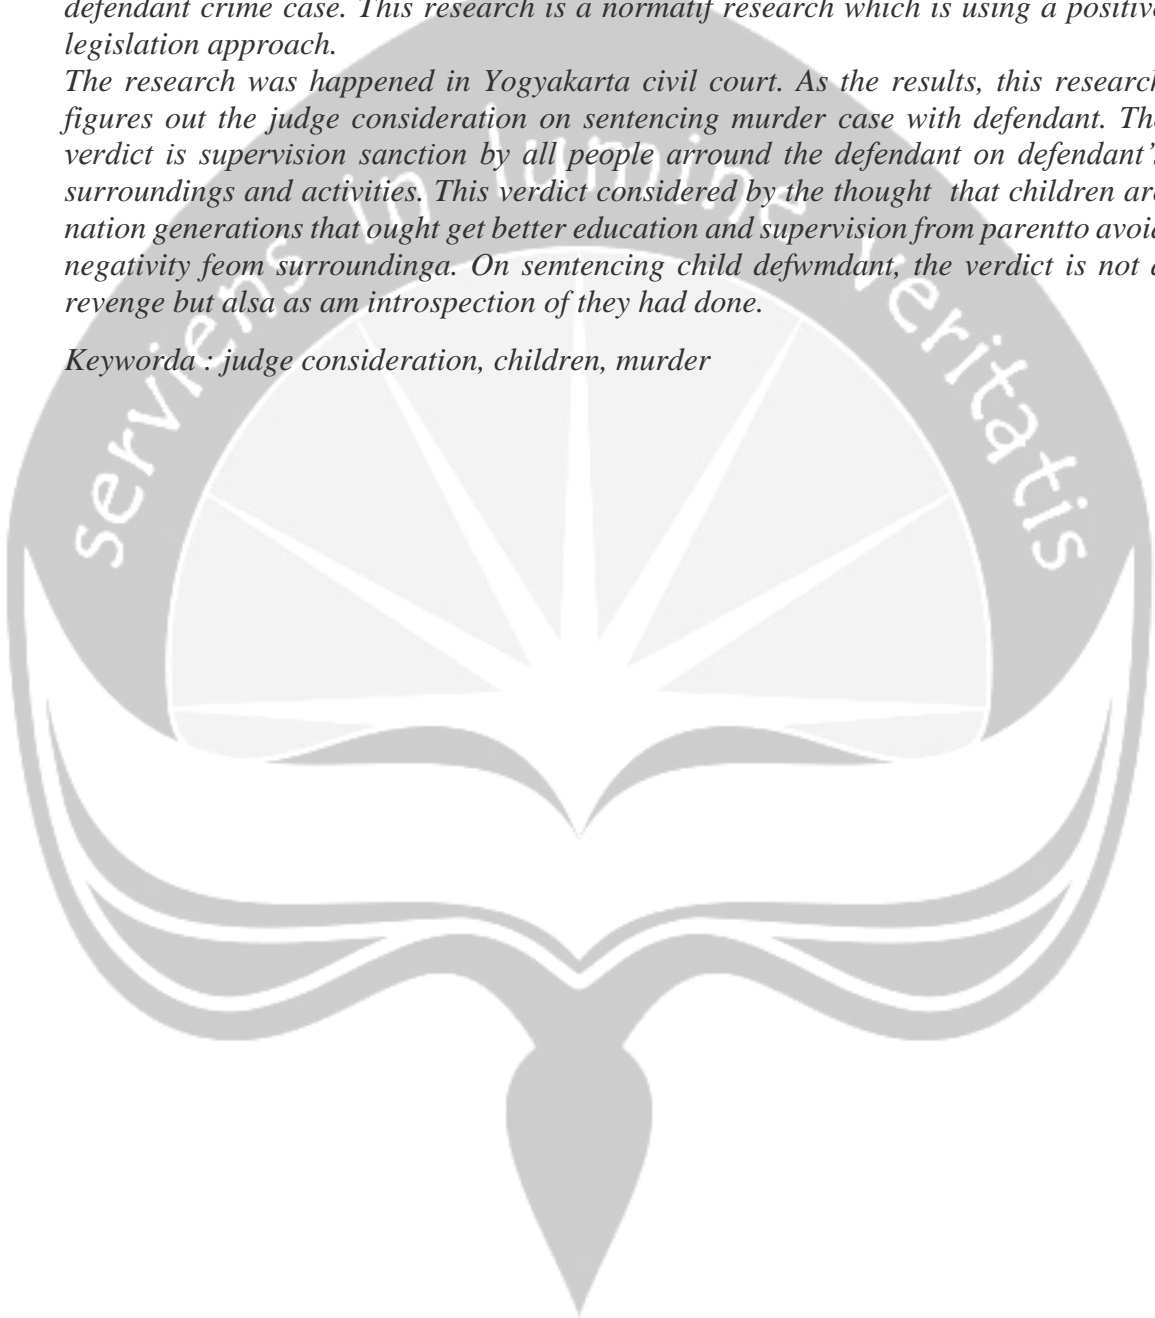 defendant crime case. This research is a normatif research which is using a positive
legislation approach.
The research was happened in Yogyakarta civil court. As the results, this research
figures out the judge consideration on sentencing murder case with defendant. The
verdict is supervision sanction by all people arround the defendant on defendant's
surroundings and activities. This verdict considered by the thought that children are
nation generations that ought get better education and supervision from parentto avoid
negativity feom surroundinga. On semtencing child defwmdant, the verdict is not a
revenge but alsa as am introspection of they had done.
Keyworda : judge consideration, children, murder
serviens in lumine veritatis